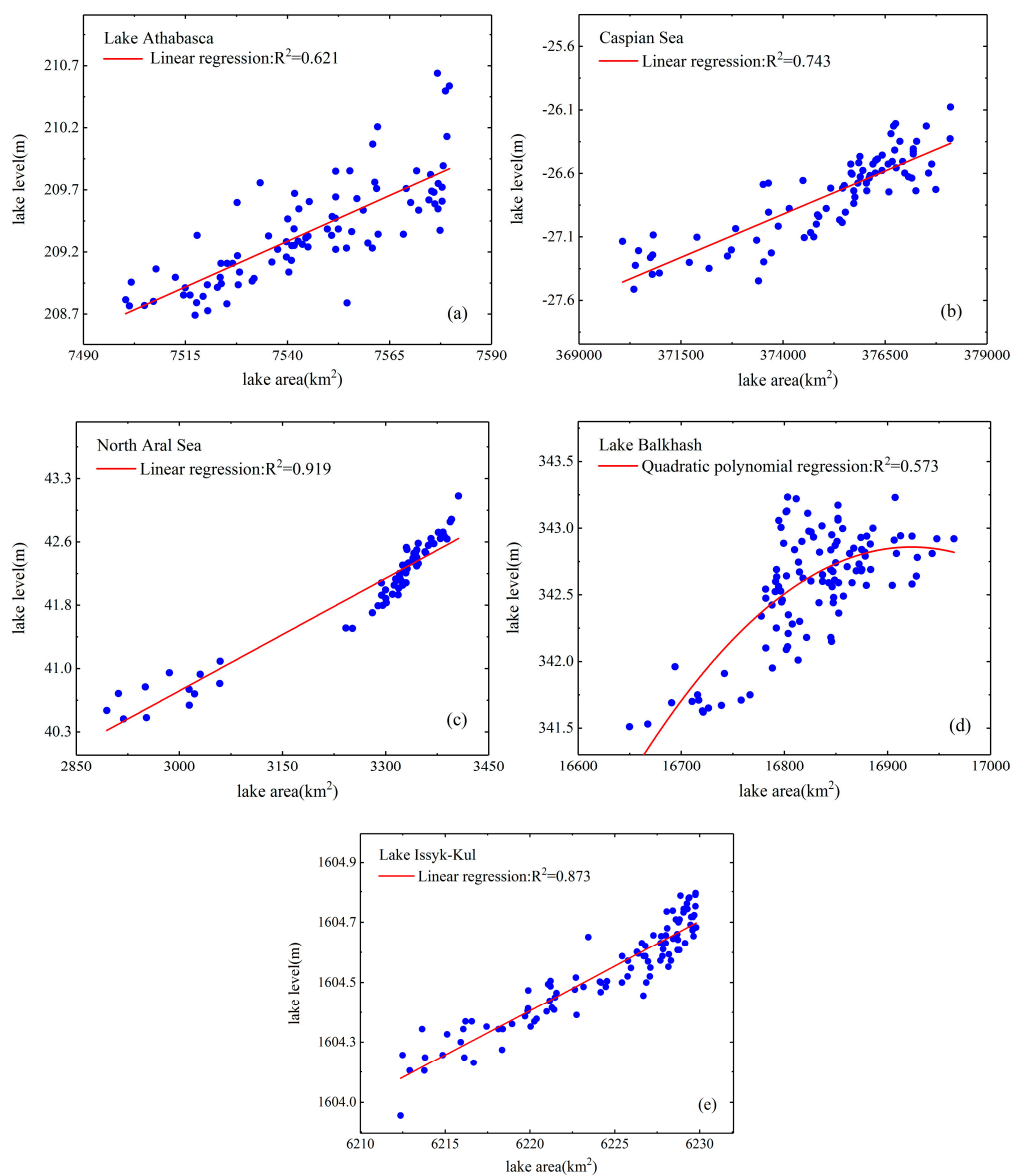 Lake Athabasca
Linear regression:R²=0.621
210.7
210.2
209.7
209.2
208.7
lake level(m)
(a)
7490 7515 7540 7565 7590
lake area(km²)
Caspian Sea
Linear regression:R²=0.743
-25.6
-26.1
-26.6
-27.1
-27.6
lake level(m)
(b)
369000 371500 374000 376500 379000
lake area(km²)
North Aral Sea
Linear regression:R²=0.919
43.3
42.6
41.8
41.0
40.3
lake level(m)
(c)
2850 3000 3150 3300 3450
lake area(km²)
Lake Balkhash
Quadratic polynomial regression:R²=0.573
343.5
343.0
342.5
342.0
341.5
lake level(m)
(d)
16600 16700 16800 16900 17000
lake area(km²)
Lake Issyk-Kul
Linear regression:R²=0.873
1604.9
1604.7
1604.5
1604.3
1604.0
lake level(m)
(e)
6210 6215 6220 6225 6230
lake area(km²)